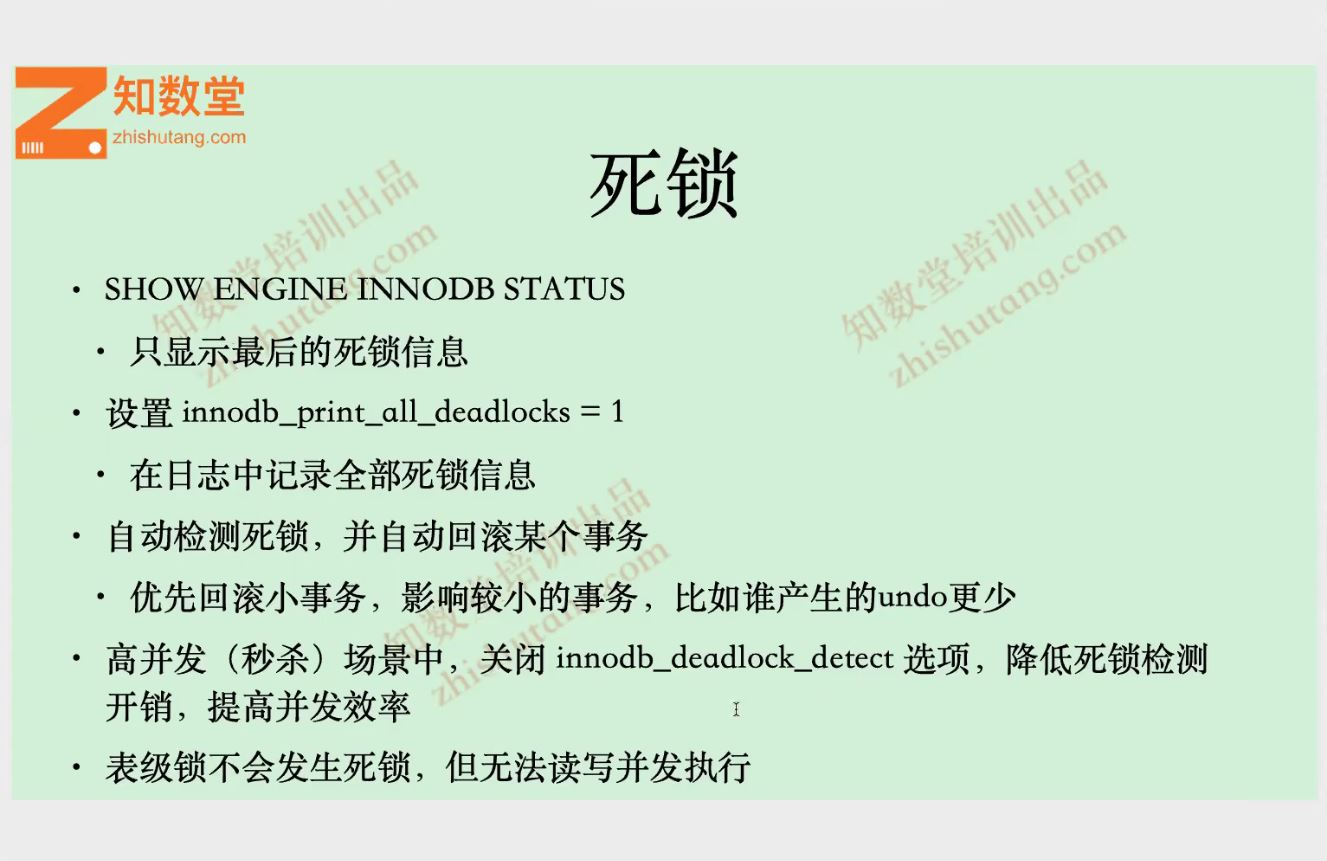 知数堂
zhishutang.com
死锁
• SHOW ENGINE INNODB STATUS
• 只显示最后的死锁信息
• 设置 innodb_print_all_deadlocks = 1
• 在日志中记录全部死锁信息
• 自动检测死锁，并自动回滚某个事务
• 优先回滚小事务，影响较小的事务，比如谁产生的undo更少
• 高并发（秒杀）场景中，关闭 innodb_deadlock_detect 选项，降低死锁检测
开销，提高并发效率
• 表级锁不会发生死锁，但无法读写并发执行
知数堂培训出品
zhishutang.com
知数堂培训出品
zhishutang.com
知数堂培训出品
zhishutang.com